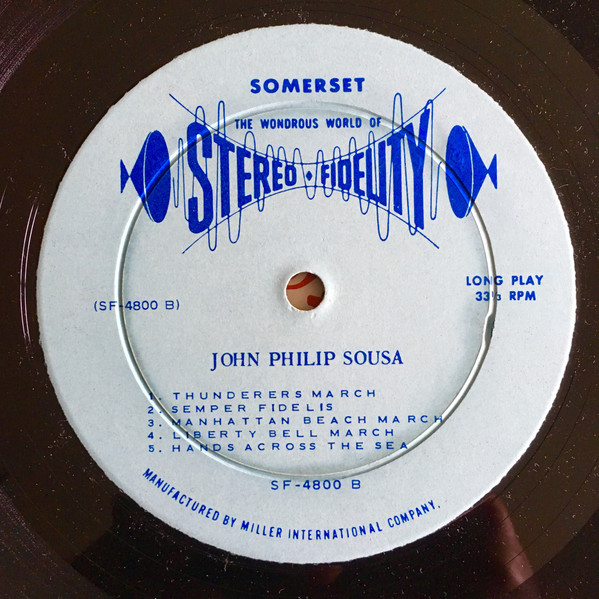 SOMERSET
THE WONDROUS WORLD OF
STEREO • FIDELITY
LONG PLAY
33⅓ RPM
(SF-4800 B)
JOHN PHILIP SOUSA
1. THUNDERERS MARCH
2. SEMPER FIDELIS
3. MANHATTAN BEACH MARCH
4. LIBERTY BELL MARCH
5. HANDS ACROSS THE SEA
SF-4800 B
MANUFACTURED BY MILLER INTERNATIONAL COMPANY.